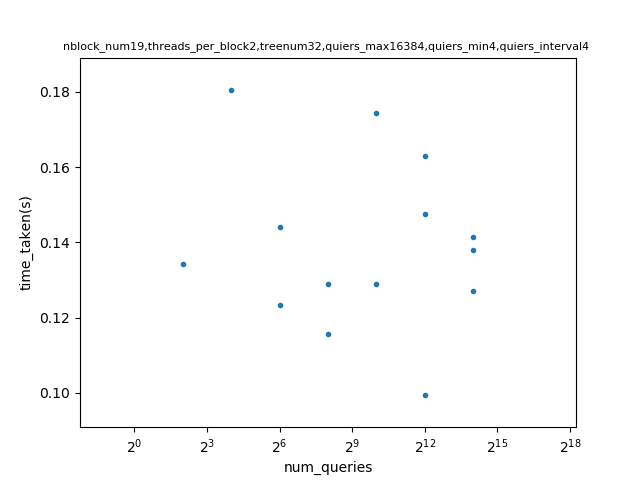 nblock_num19,threads_per_block2,treenum32,quiers_max16384,quiers_min4,quiers_interval4
0.18
0.16
0.14
0.12
0.10
time_taken(s)
2^0 2^3 2^6 2^9 2^12 2^15 2^18
num_queries